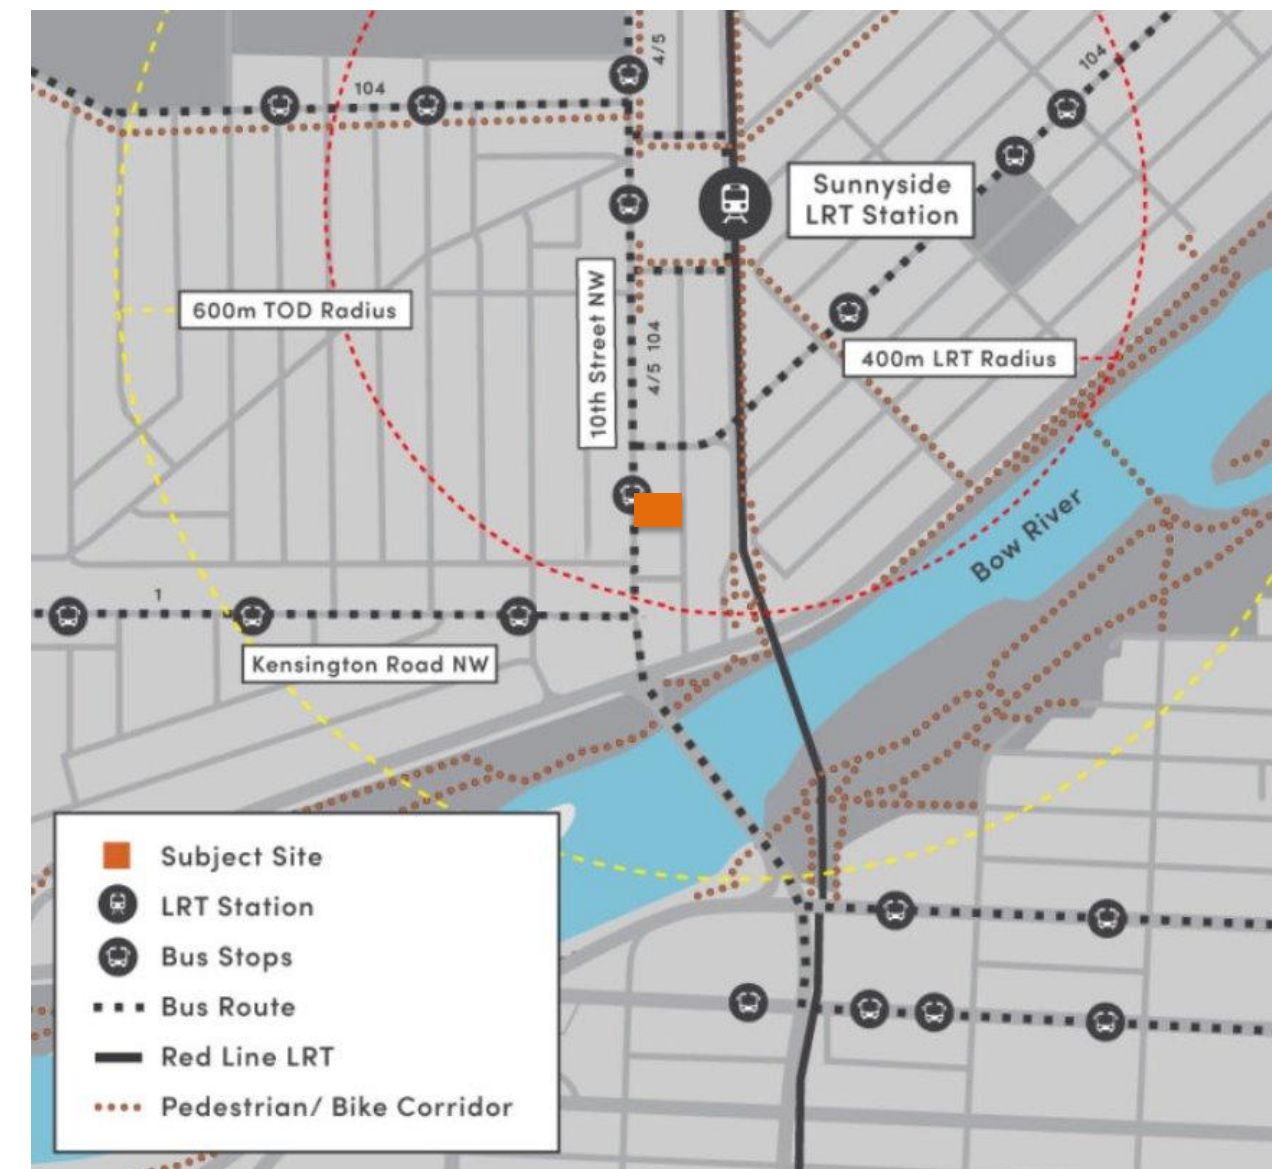 4/5
104
104
Sunnyside
LRT Station
600m TOD Radius
10th Street NW
4/5 104
400m LRT Radius
Bow River
1
Kensington Road NW
Subject Site
LRT Station
Bus Stops
Bus Route
Red Line LRT
Pedestrian/ Bike Corridor